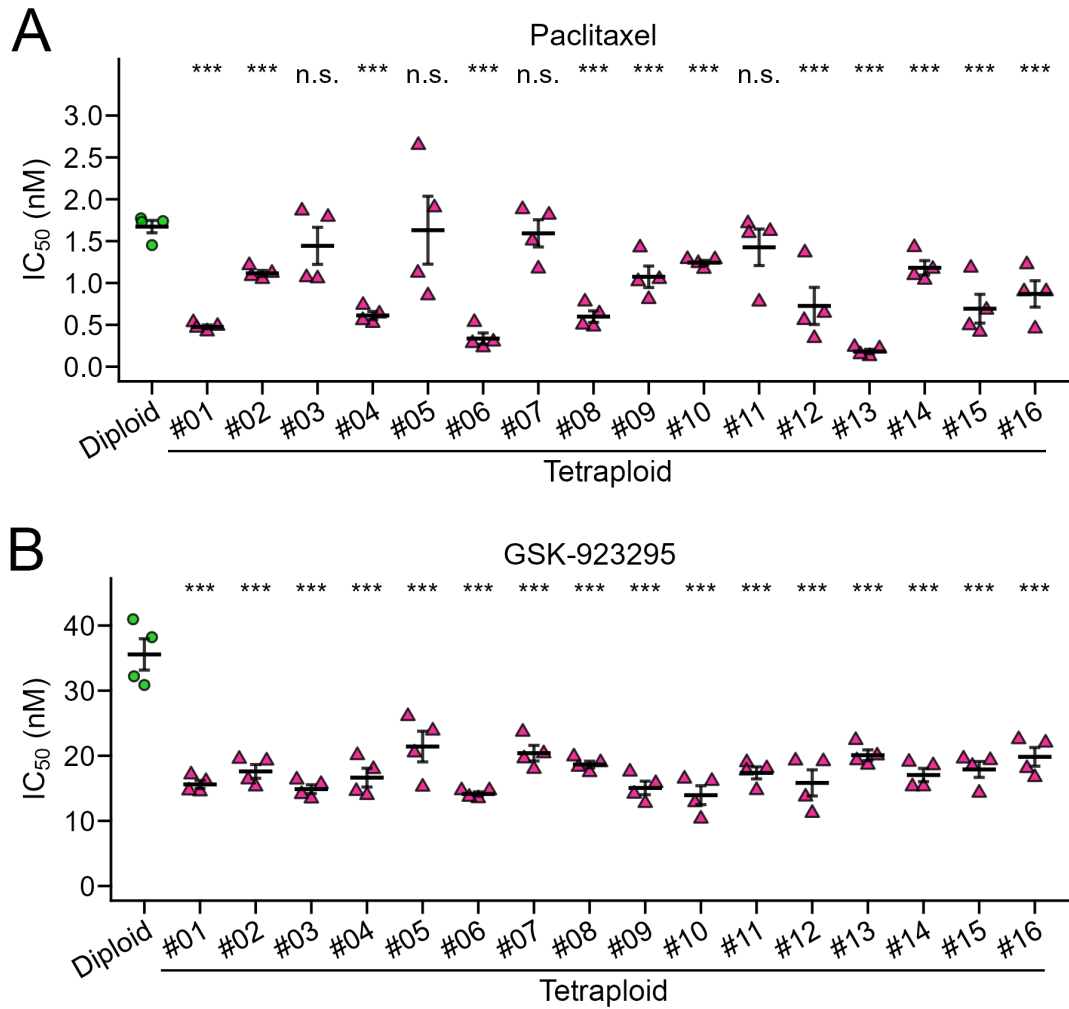 A
Paclitaxel
*** *** n.s. *** n.s. *** n.s. *** *** *** n.s. *** *** *** *** ***
IC50 (nM)
3.0
2.5
2.0
1.5
1.0
0.5
0.0
Diploid #01 #02 #03 #04 #05 #06 #07 #08 #09 #10 #11 #12 #13 #14 #15 #16
Tetraploid
B
GSK-923295
*** *** *** *** *** *** *** *** *** *** *** *** *** *** *** ***
IC50 (nM)
40
30
20
10
0
Diploid #01 #02 #03 #04 #05 #06 #07 #08 #09 #10 #11 #12 #13 #14 #15 #16
Tetraploid